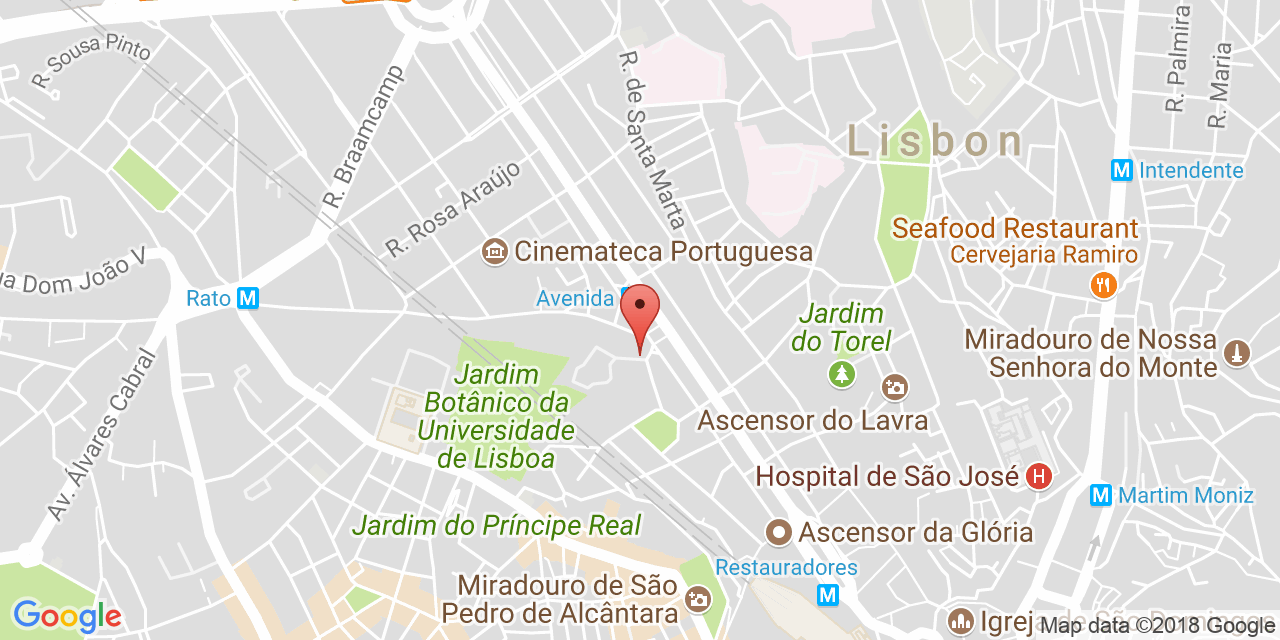 R. Sousa Pinto
R. Braamcamp
R. de Santa Marta
R. Palmira
R. Maria
Lisbon
M Intendente
R. Rosa Araújo
Seafood Restaurant
Cervejaria Ramiro
Cinemateca Portuguesa
Dom João V
Rato M
Avenida
Jardim
do Torel
Miradouro de Nossa
Senhora do Monte
Av. Álvares Cabral
Jardim
Botânico da
Universidade
de Lisboa
Ascensor do Lavra
Hospital de São José H
M Martim Moniz
Jardim do Príncipe Real
Ascensor da Glória
Restauradores
M
Miradouro de São
Pedro de Alcântara
Google
Map data ©2018 Google